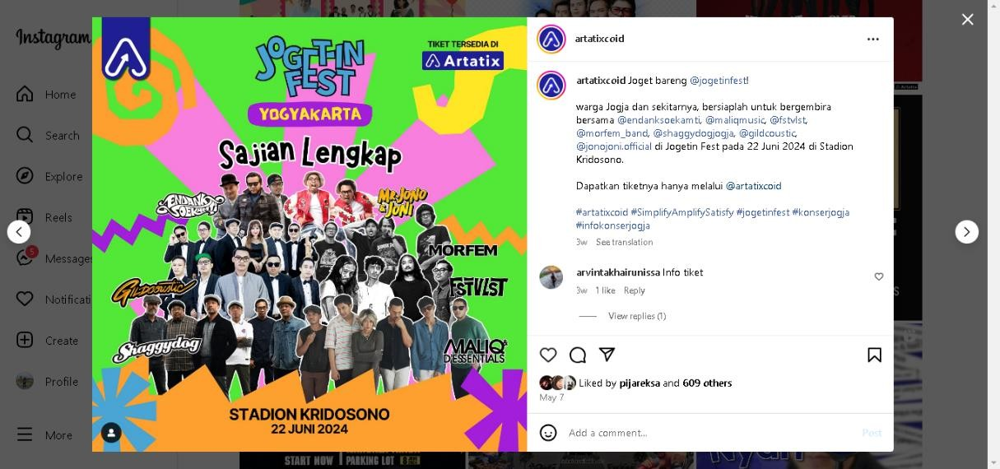 Instagram
Home
Search
Explore
Reels
5
Messages
Create
Profile
More
JOGET-IN
FEST
YOGYAKARTA
TIKET TERSEDIA DI
Artatix
Sajian Lengkap
ENDANK
SOEKAMTI
MR. JONO
& JONI
MORFEM
GILDCOUSTIC
FSTVLST
Shaggydog
MALIQ &
D'ESSENTIALS
STADION KRIDOSONO
22 JUNI 2024
artatixcoid
artatixcoid Joget bareng @jogetinfest!
warga Jogja dan sekitarnya, bersiaplah untuk bergembira
bersama @endanksoekamti, @maliqmusic, @fstvlst,
@morfem_band, @shaggydogjogja, @gildcoustic,
@jonojoni.official di Jogetin Fest pada 22 Juni 2024 di Stadion
Kridosono.
Dapatkan tiketnya hanya melalui @artatixcoid
#artatixcoid #SimplifyAmplifySatisfy #jogetinfest #konserjogja
#infokonserjogja
3w See translation
arvintakhairunissa Info tiket
3w 1 like Reply
View replies (1)
Liked by pijareksa and 609 others
May 7
Add a comment...
Post
START NOW
PARKING LOT